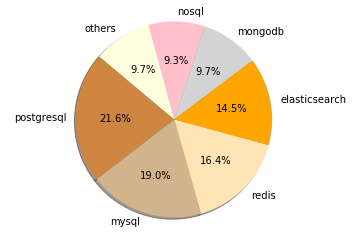 nosql
others
mongodb
9.3%
9.7%
9.7%
elasticsearch
14.5%
postgresql
21.6%
16.4%
19.0%
redis
mysql